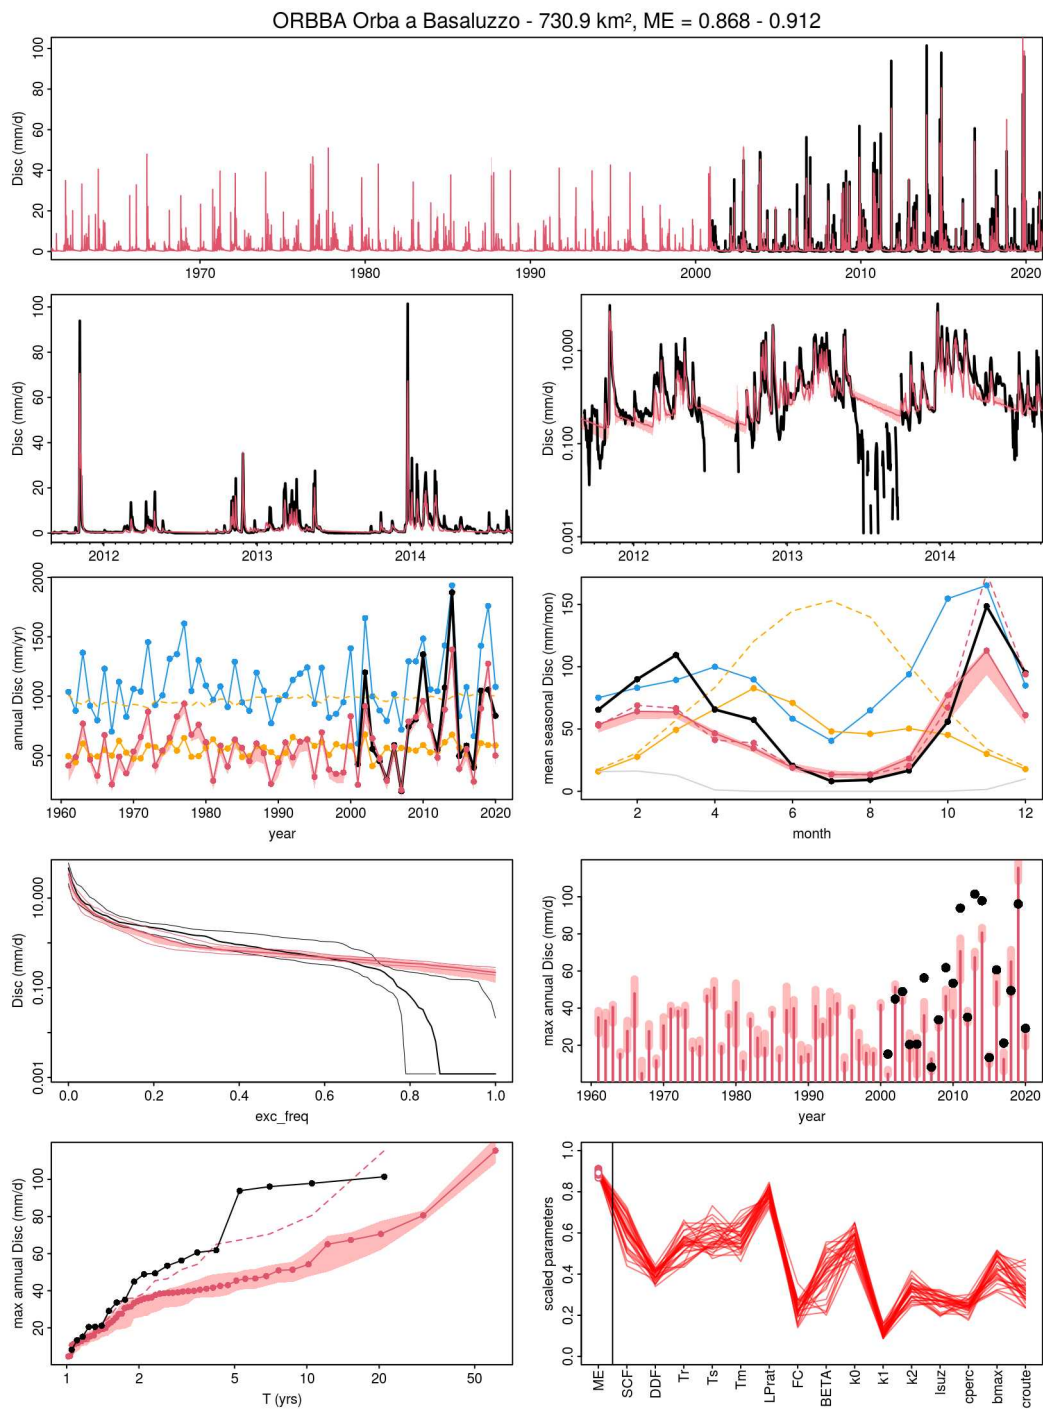 ORBBA Orba a Basaluzzo - 730.9 km², ME = 0.868 - 0.912
Disc (mm/d)
0 20 40 60 80 100
1970 1980 1990 2000 2010 2020
Disc (mm/d)
0 20 40 60 80 100
2012 2013 2014
Disc (mm/d)
0.001 0.100 10.000
2012 2013 2014
annual Disc (mm/yr)
500 1000 1500 2000
1960 1970 1980 1990 2000 2010 2020
year
mean seasonal Disc (mm/mon)
0 50 100 150
2 4 6 8 10 12
month
Disc (mm/d)
0.001 0.100 10.000
0.0 0.2 0.4 0.6 0.8 1.0
exc_freq
max annual Disc (mm/d)
20 40 60 80 100
1960 1970 1980 1990 2000 2010 2020
year
max annual Disc (mm/d)
20 40 60 80 100
1 2 5 10 20 50
T (yrs)
scaled parameters
0.0 0.2 0.4 0.6 0.8 1.0
ME SCF DDF Tr Ts Tm LPrat FC BETA k0 k1 k2 lsuz cperc bmax croute